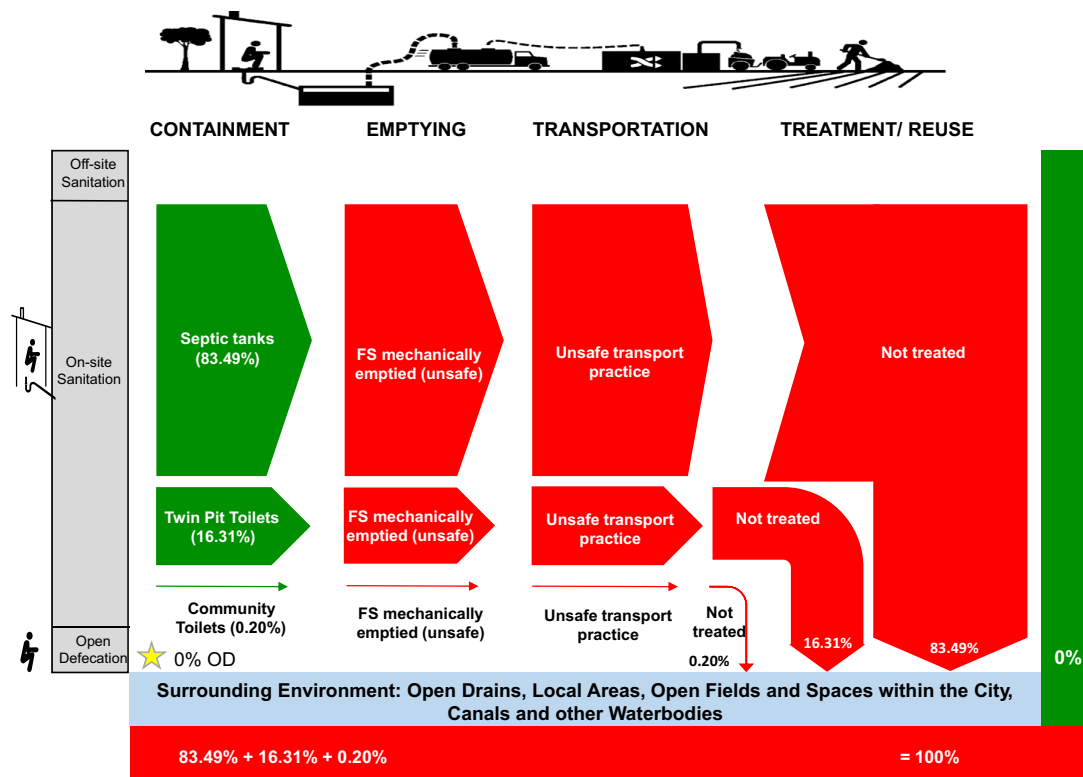 CONTAINMENT
EMPTYING
TRANSPORTATION
TREATMENT/ REUSE
Off-site
Sanitation
On-site
Sanitation
Open
Defecation
Septic tanks
(83.49%)
FS mechanically
emptied (unsafe)
Unsafe transport
practice
Not treated
Twin Pit Toilets
(16.31%)
FS mechanically
emptied (unsafe)
Unsafe transport
practice
Not treated
Community
Toilets (0.20%)
FS mechanically
emptied (unsafe)
Unsafe transport
practice
Not
treated
0.20%
16.31%
83.49%
0% OD
0%
Surrounding Environment: Open Drains, Local Areas, Open Fields and Spaces within the City,
Canals and other Waterbodies
83.49% + 16.31% + 0.20%
= 100%